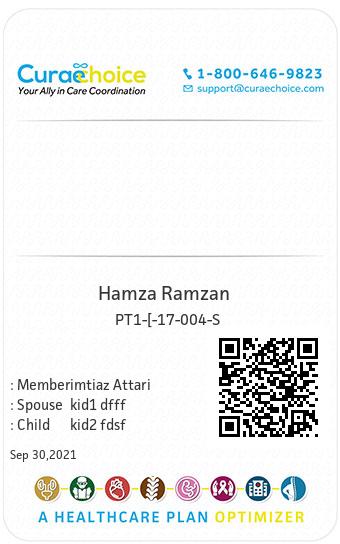 Curaechoice
Your Ally in Care Coordination
1-800-646-9823
support@curaechoice.com
Hamza Ramzan
PT1-[-17-004-S
: Memberimtiaz Attari
: Spouse kid1 dfff
: Child kid2 fdsf
Sep 30,2021
A HEALTHCARE PLAN OPTIMIZER